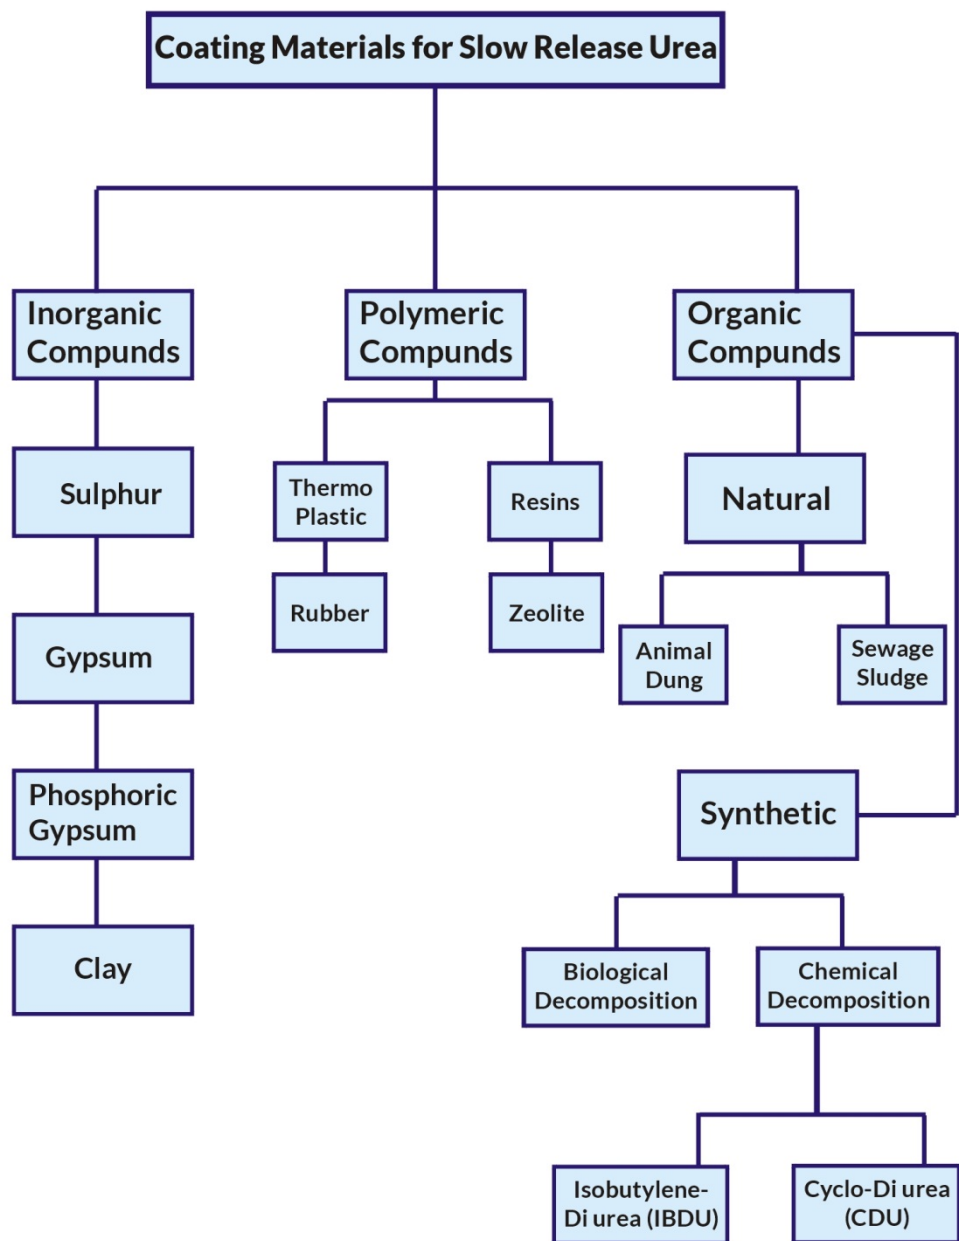 Coating Materials for Slow Release Urea
Inorganic
Compunds
Polymeric
Compunds
Organic
Compunds
Sulphur
Thermo
Plastic
Resins
Natural
Rubber
Zeolite
Gypsum
Animal
Dung
Sewage
Sludge
Phosphoric
Gypsum
Synthetic
Clay
Biological
Decomposition
Chemical
Decomposition
Isobutylene-
Di urea (IBDU)
Cyclo-Di urea
(CDU)